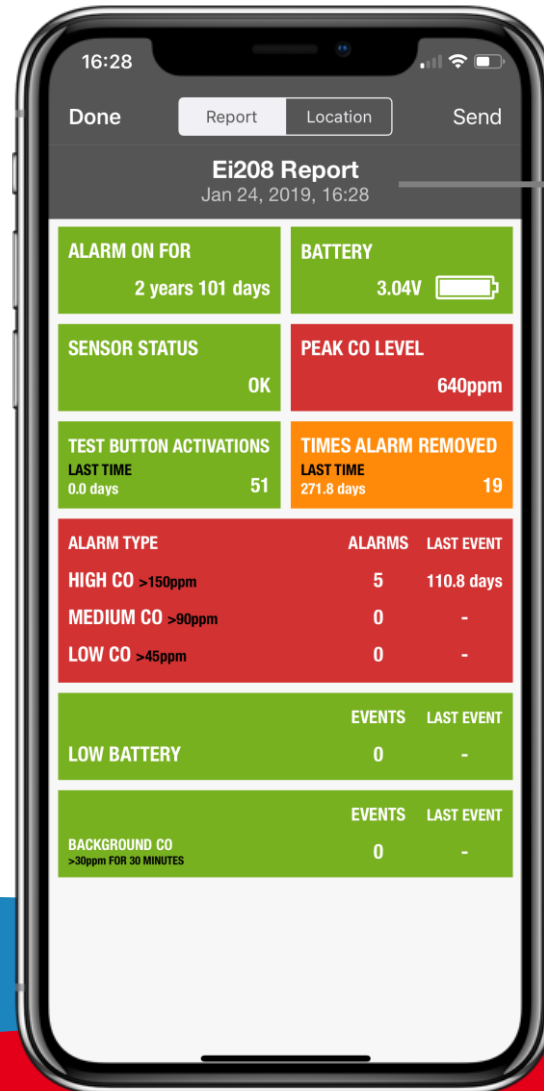 16:28
Done Report Location Send
Ei208 Report
Jan 24, 2019, 16:28
ALARM ON FOR
2 years 101 days
BATTERY
3.04V
SENSOR STATUS
OK
PEAK CO LEVEL
640ppm
TEST BUTTON ACTIVATIONS
LAST TIME
0.0 days 51
TIMES ALARM REMOVED
LAST TIME
271.8 days 19
ALARM TYPE ALARMS LAST EVENT
HIGH CO >150ppm 5 110.8 days
MEDIUM CO >90ppm 0 -
LOW CO >45ppm 0 -
EVENTS LAST EVENT
LOW BATTERY 0 -
EVENTS LAST EVENT
BACKGROUND CO 0 -
>30ppm FOR 30 MINUTES